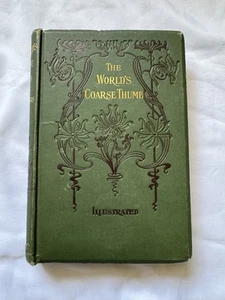 THE
WORLD'S
COARSE THUMB
ILLUSTRATED